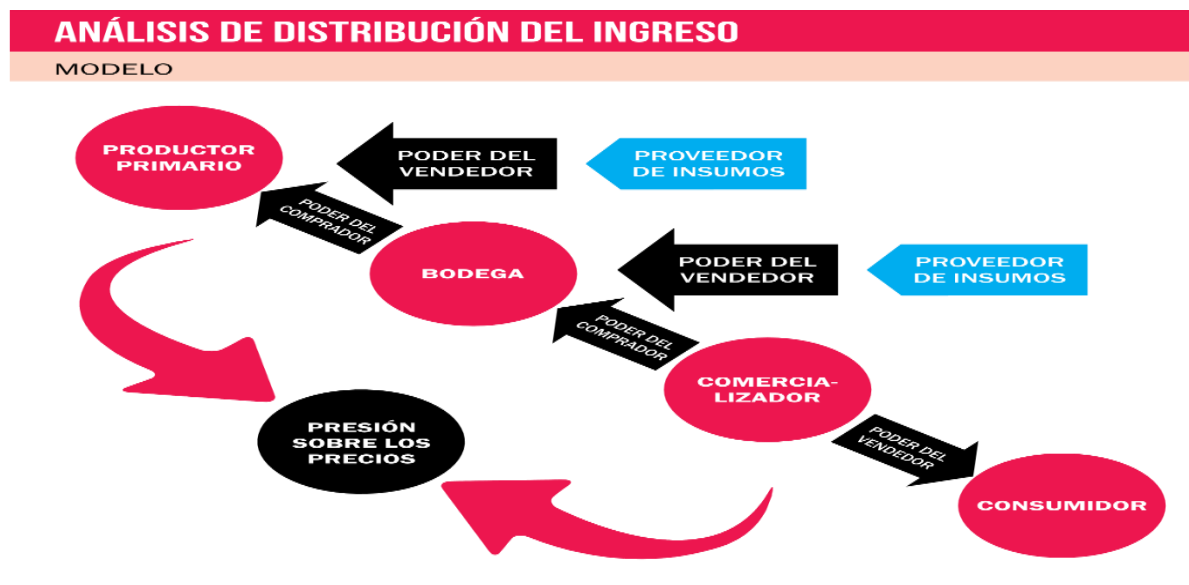 ANÁLISIS DE DISTRIBUCIÓN DEL INGRESO
MODELO
PRODUCTOR
PRIMARIO
PODER DEL
VENDEDOR
PROVEEDOR
DE INSUMOS
PODER DEL
COMPRADOR
BODEGA
PODER DEL
VENDEDOR
PROVEEDOR
DE INSUMOS
PODER DEL
COMPRADOR
COMERCIA-
LIZADOR
PRESIÓN
SOBRE LOS
PRECIOS
PODER DEL
VENDEDOR
CONSUMIDOR